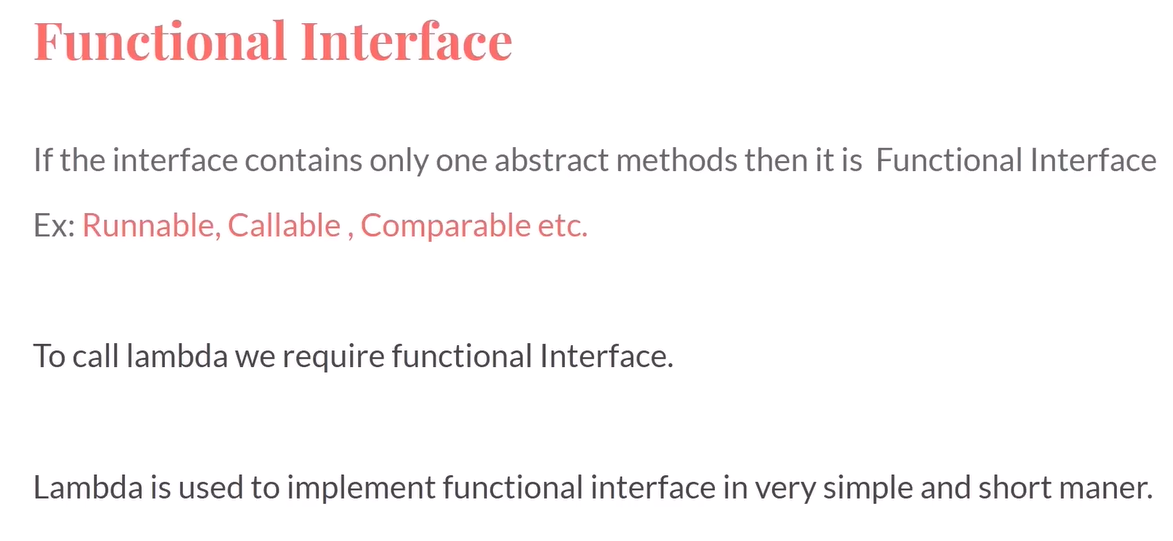 Functional Interface
If the interface contains only one abstract methods then it is Functional Interface
Ex: Runnable, Callable , Comparable etc.
To call lambda we require functional Interface.
Lambda is used to implement functional interface in very simple and short maner.